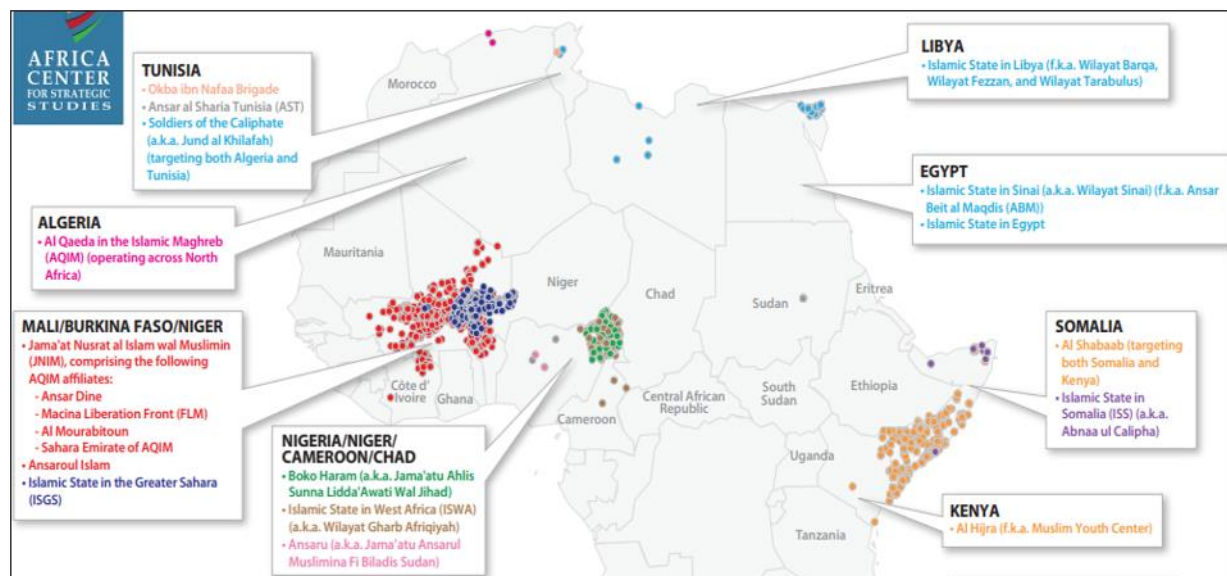 AFRICA
CENTER
FOR STRATEGIC
STUDIES
TUNISIA
• Okba ibn Nafaa Brigade
• Ansar al Sharia Tunisia (AST)
• Soldiers of the Caliphate
(a.k.a. Jund al Khilafah)
(targeting both Algeria and
Tunisia)
Morocco
LIBYA
• Islamic State in Libya (f.k.a. Wilayat Barqa,
Wilayat Fezzan, and Wilayat Tarabulus)
EGYPT
• Islamic State in Sinai (a.k.a. Wilayat Sinai) (f.k.a. Ansar
Beit al Maqdis (ABM))
• Islamic State in Egypt
ALGERIA
• Al Qaeda in the Islamic Maghreb
(AQIM) (operating across North
Africa)
Mauritania
Niger
Chad
Sudan
Eritrea
MALI/BURKINA FASO/NIGER
• Jama'at Nusrat al Islam wal Muslimin
(JNIM), comprising the following
AQIM affiliates:
- Ansar Dine
- Macina Liberation Front (FLM)
- Al Mourabitoun
- Sahara Emirate of AQIM
• Ansaroul Islam
• Islamic State in the Greater Sahara
(ISGS)
Côte d'
Ivoire
Ghana
Cameroon
Central African
Republic
South
Sudan
Ethiopia
Uganda
Tanzania
SOMALIA
• Al Shabaab (targeting
both Somalia and
Kenya)
• Islamic State in
Somalia (ISS) (a.k.a.
Abnaa ul Calipha)
NIGERIA/NIGER/
CAMEROON/CHAD
• Boko Haram (a.k.a. Jama'atu Ahlis
Sunna Lidda'Awati Wal Jihad)
• Islamic State in West Africa (ISWA)
(a.k.a. Wilayat Gharb Afriqiyah)
• Ansaru (a.k.a. Jama'atu Ansarul
Muslimina Fi Biladis Sudan)
KENYA
• Al Hijra (f.k.a. Muslim Youth Center)